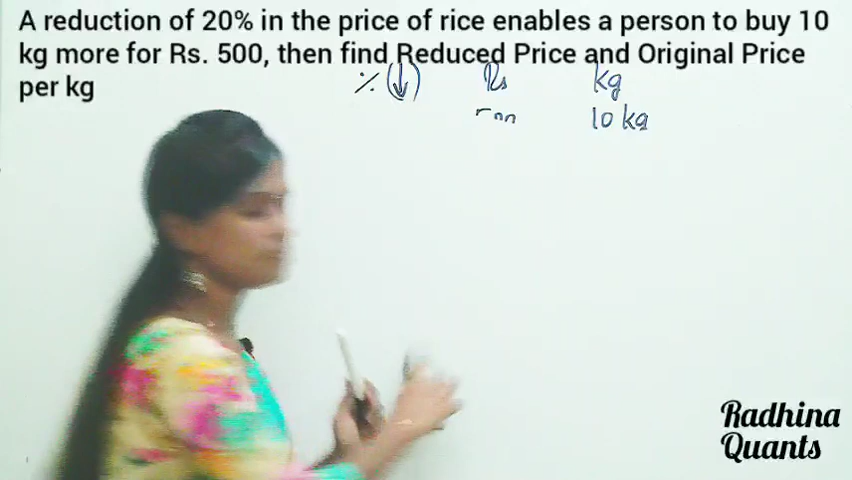 A reduction of 20% in the price of rice enables a person to buy 10
kg more for Rs. 500, then find Reduced Price and Original Price
per kg
% (↓) Rs kg
10 kg
Radhina
Quants